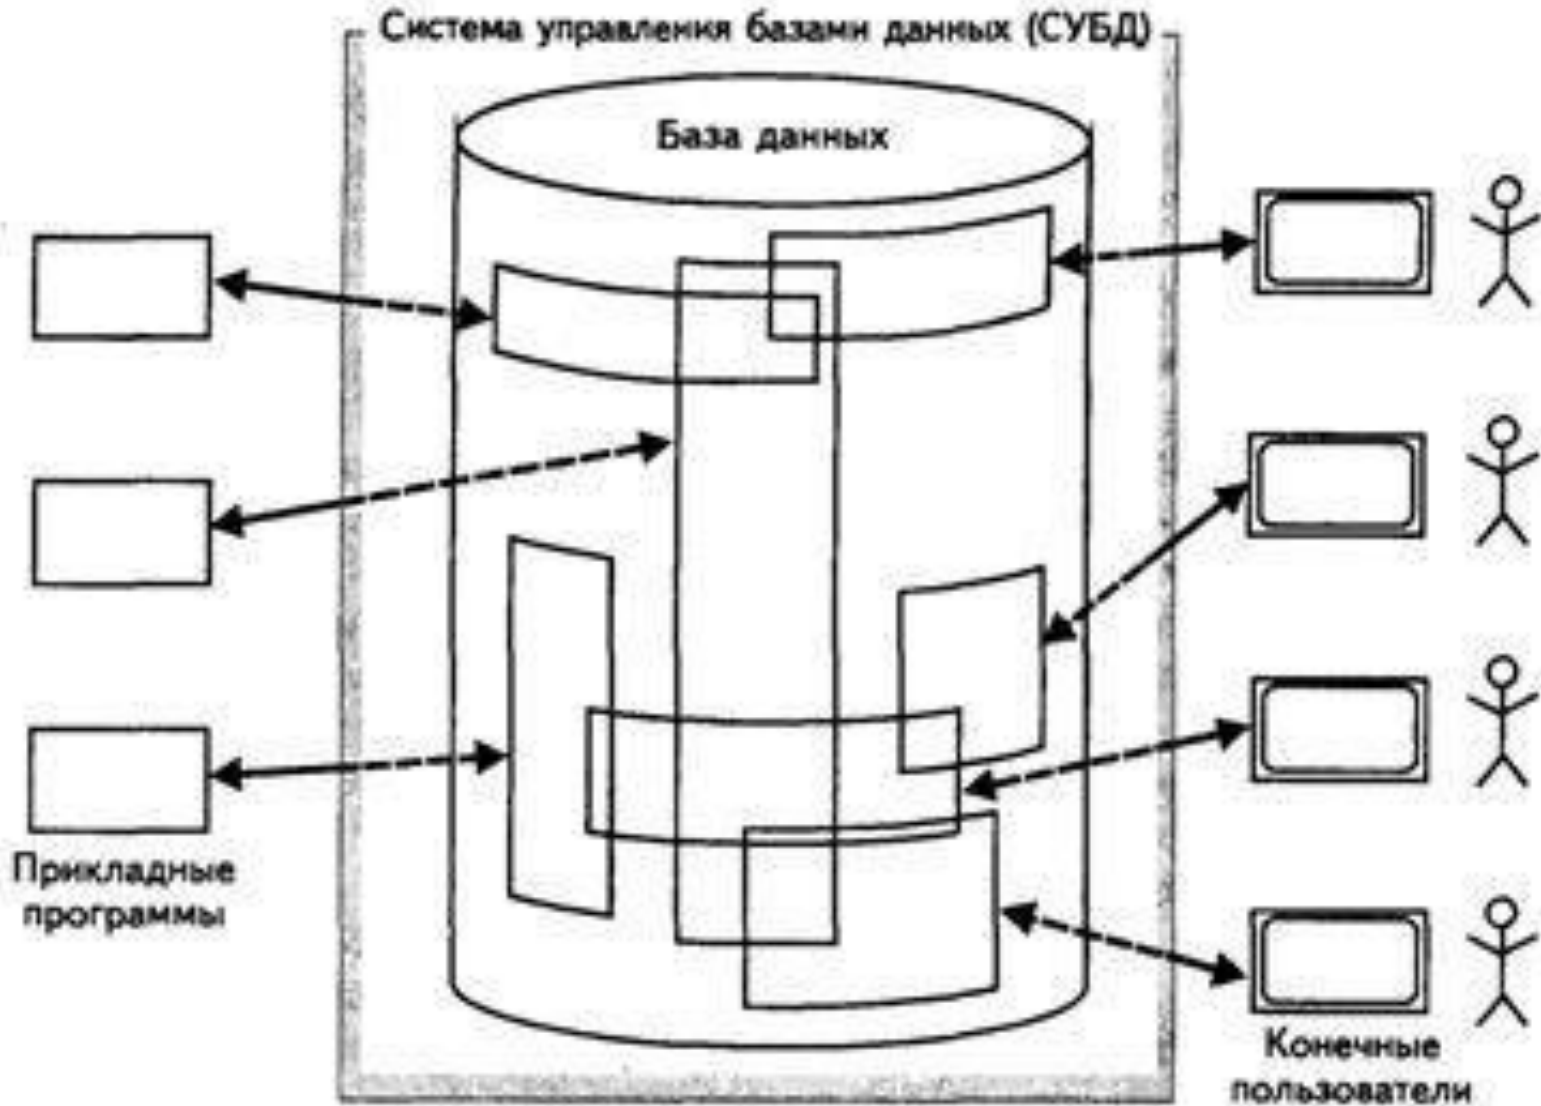 Система управления базами данных (СУБД)
База данных
Прикладные
программы
Конечные
пользователи